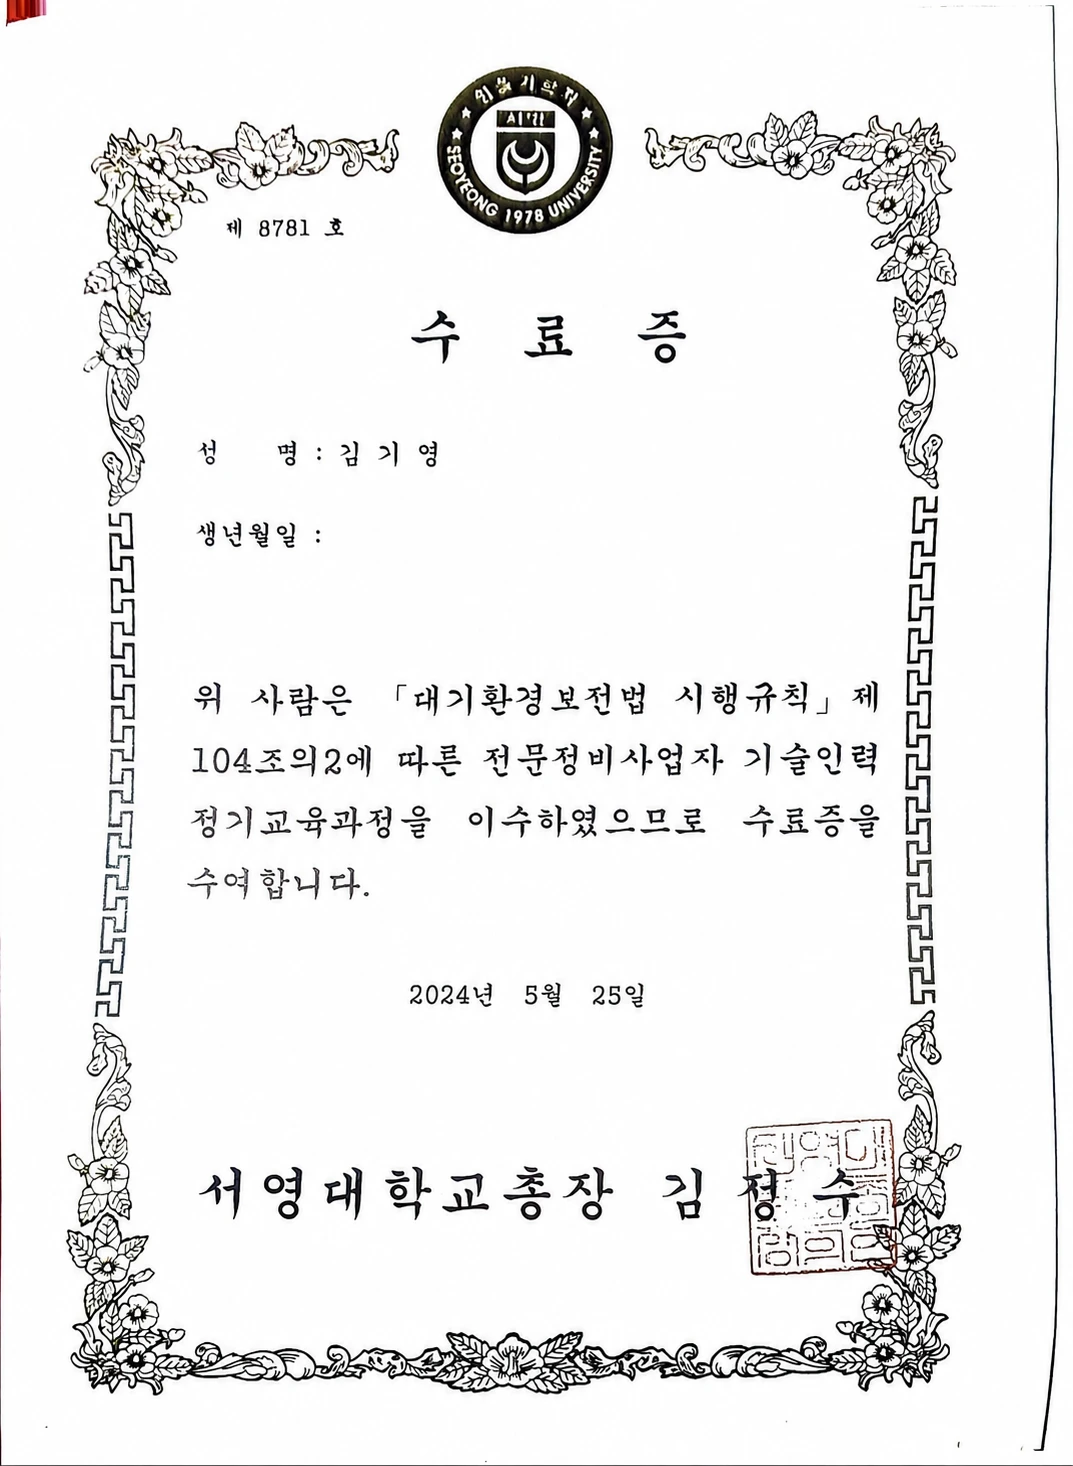 SEOYEONG 1978 UNIVERSITY
제 8781 호
수 료 증
성 명 : 김 기 영
생년월일 :
위 사람은 「대기환경보전법 시행규칙」 제
104조의2에 따른 전문정비사업자 기술인력
정기교육과정을 이수하였으므로 수료증을
수여합니다.
2024년 5월 25일
서영대학교총장 김 정 수